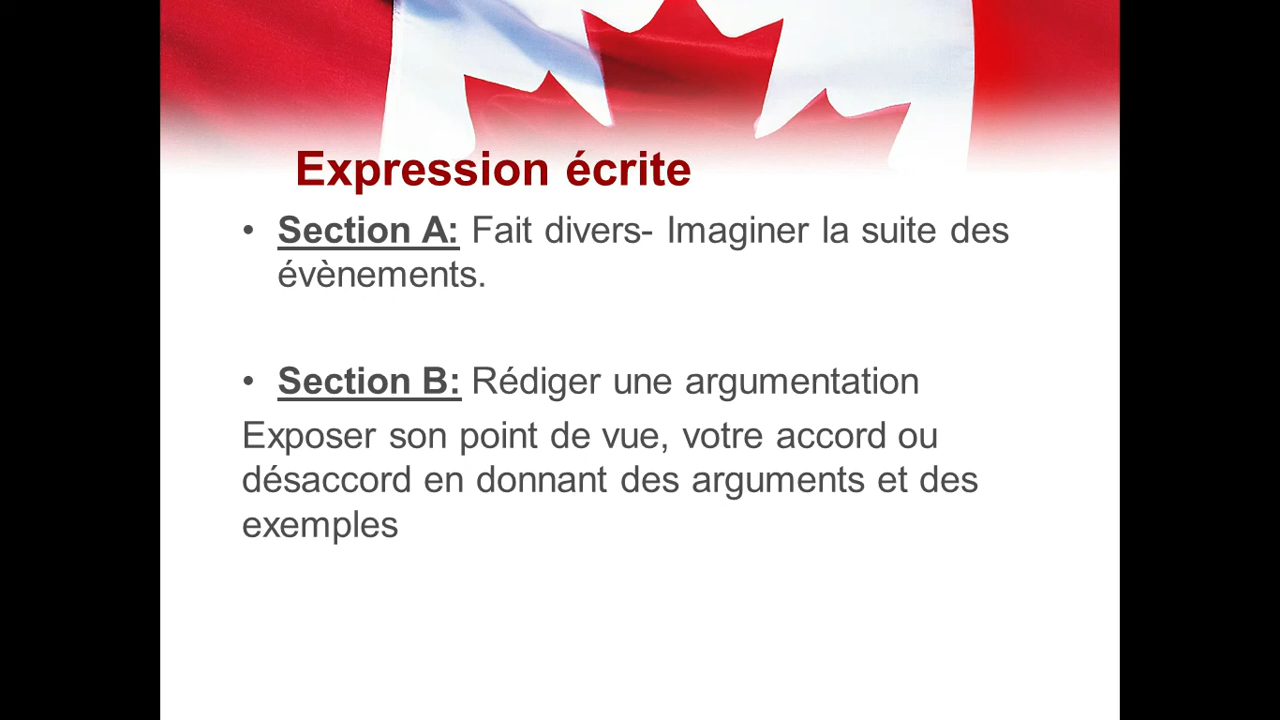 Expression écrite
• Section A: Fait divers- Imaginer la suite des
évènements.
• Section B: Rédiger une argumentation
Exposer son point de vue, votre accord ou
désaccord en donnant des arguments et des
exemples